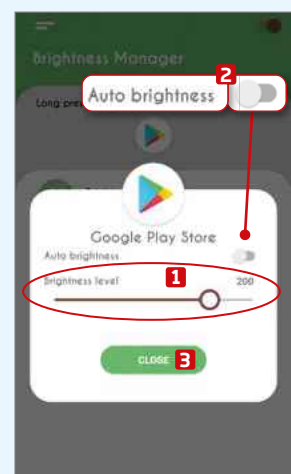 Brightness Manager
2
Long pre
Auto brightness
Google Play Store
Auto brightness
Brightness level
1
200
CLOSE
3